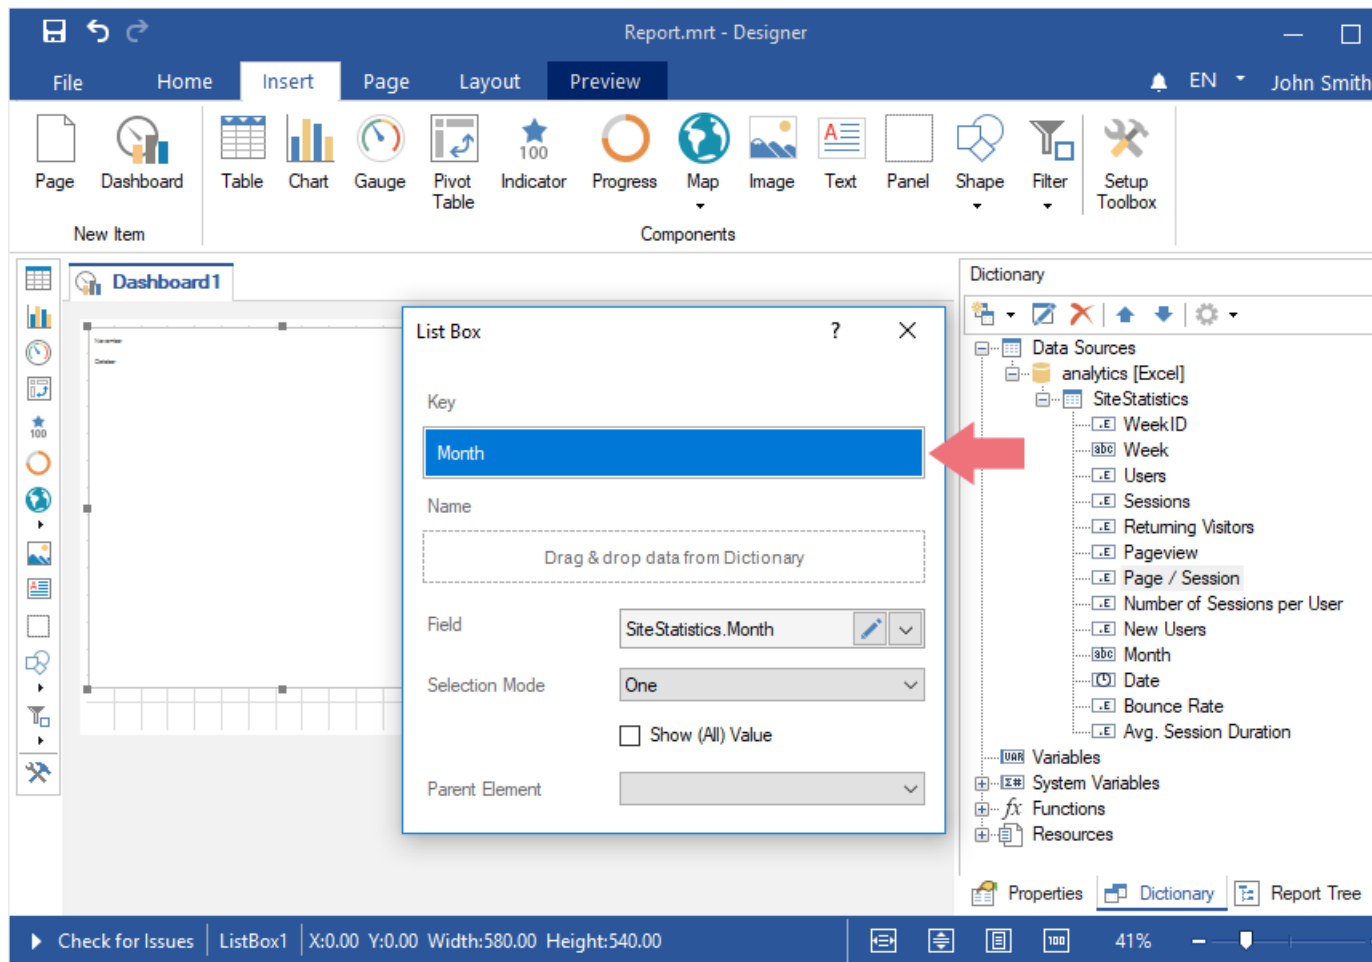 Report.mrt - Designer
File Home Insert Page Layout Preview EN John Smith
Page Dashboard Table Chart Gauge Pivot Table Indicator Progress Map Image Text Panel Shape Filter Setup Toolbox
New Item Components
Dashboard1
November
October
List Box ? 
Key
Month
Name
Drag & drop data from Dictionary
Field SiteStatistics.Month
Selection Mode One
Show (All) Value
Parent Element
Dictionary
Data Sources
analytics [Excel]
SiteStatistics
WeekID
Week
Users
Sessions
Returning Visitors
Pageview
Page / Session
Number of Sessions per User
New Users
Month
Date
Bounce Rate
Avg. Session Duration
Variables
System Variables
Functions
Resources
Properties Dictionary Report Tree
Check for Issues ListBox1 X:0.00 Y:0.00 Width:580.00 Height:540.00 41%